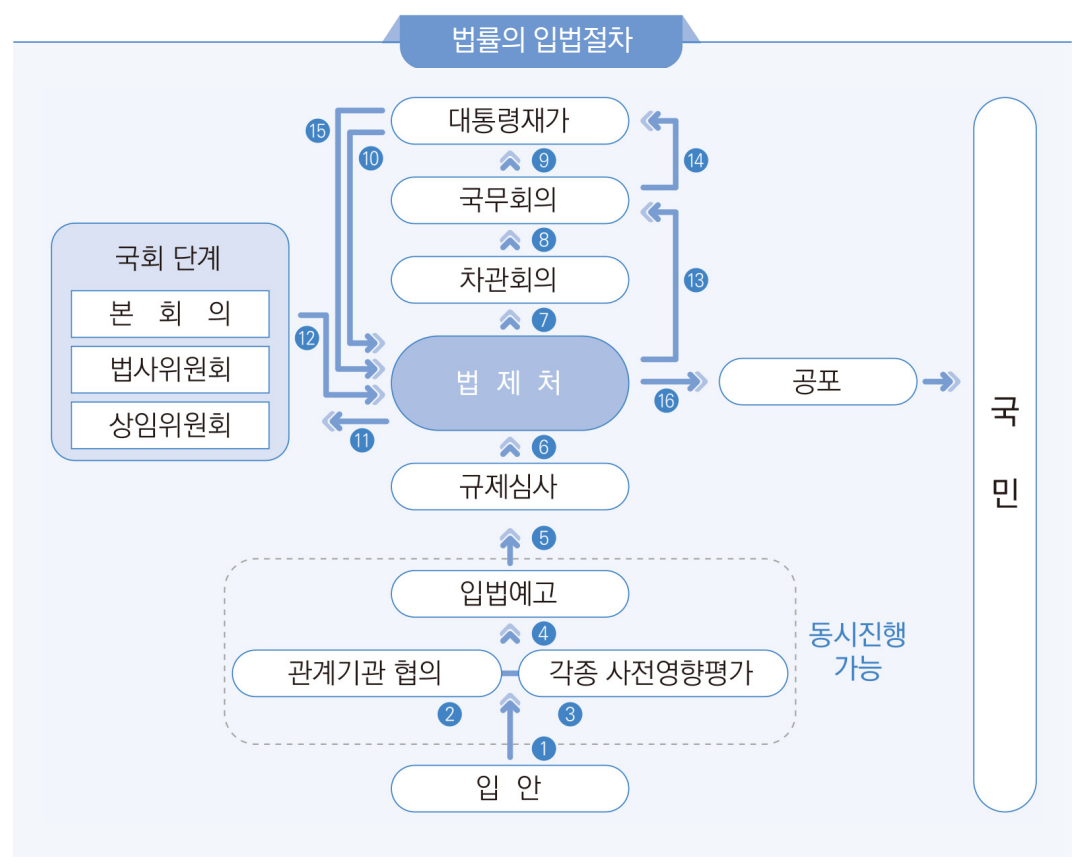 법률의 입법절차
대통령재가
⑮
⑩
⑨
⑭
국무회의
국회 단계
⑧
차관회의
⑬
본 회 의
⑦
⑫
법사위원회
법 제 처
공포
⑯
국
민
상임위원회
⑪
⑥
규제심사
⑤
입법예고
④
동시진행
가능
관계기관 협의
각종 사전영향평가
②
③
①
입 안